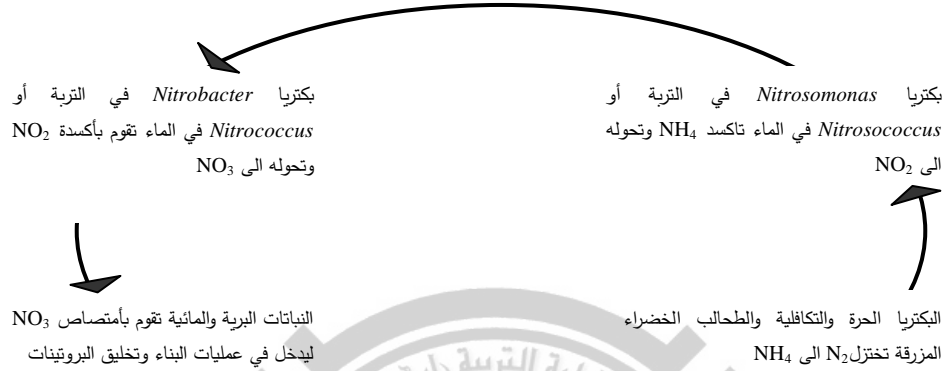 بكتريا Nitrosomonas في التربة أو
Nitrosococcus في الماء تاكسد NH₄ وتحوله
الى NO₂
بكتريا Nitrobacter في التربة أو
Nitrococcus في الماء تقوم بأكسدة NO₂
وتحوله الى NO₃
البكتريا الحرة والتكافلية والطحالب الخضراء
المزرقة تختزل N₂ الى NH₄
النباتات البرية والمائية تقوم بأمتصاص NO₃
ليدخل في عمليات البناء وتخليق البروتينات